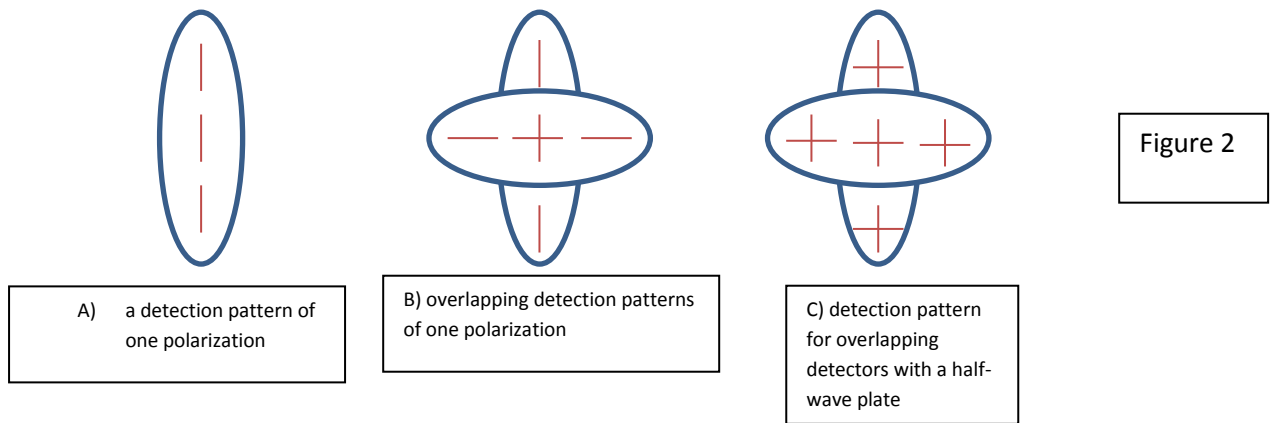 Figure 2
A) a detection pattern of
one polarization
B) overlapping detection patterns
of one polarization
C) detection pattern
for overlapping
detectors with a half-
wave plate